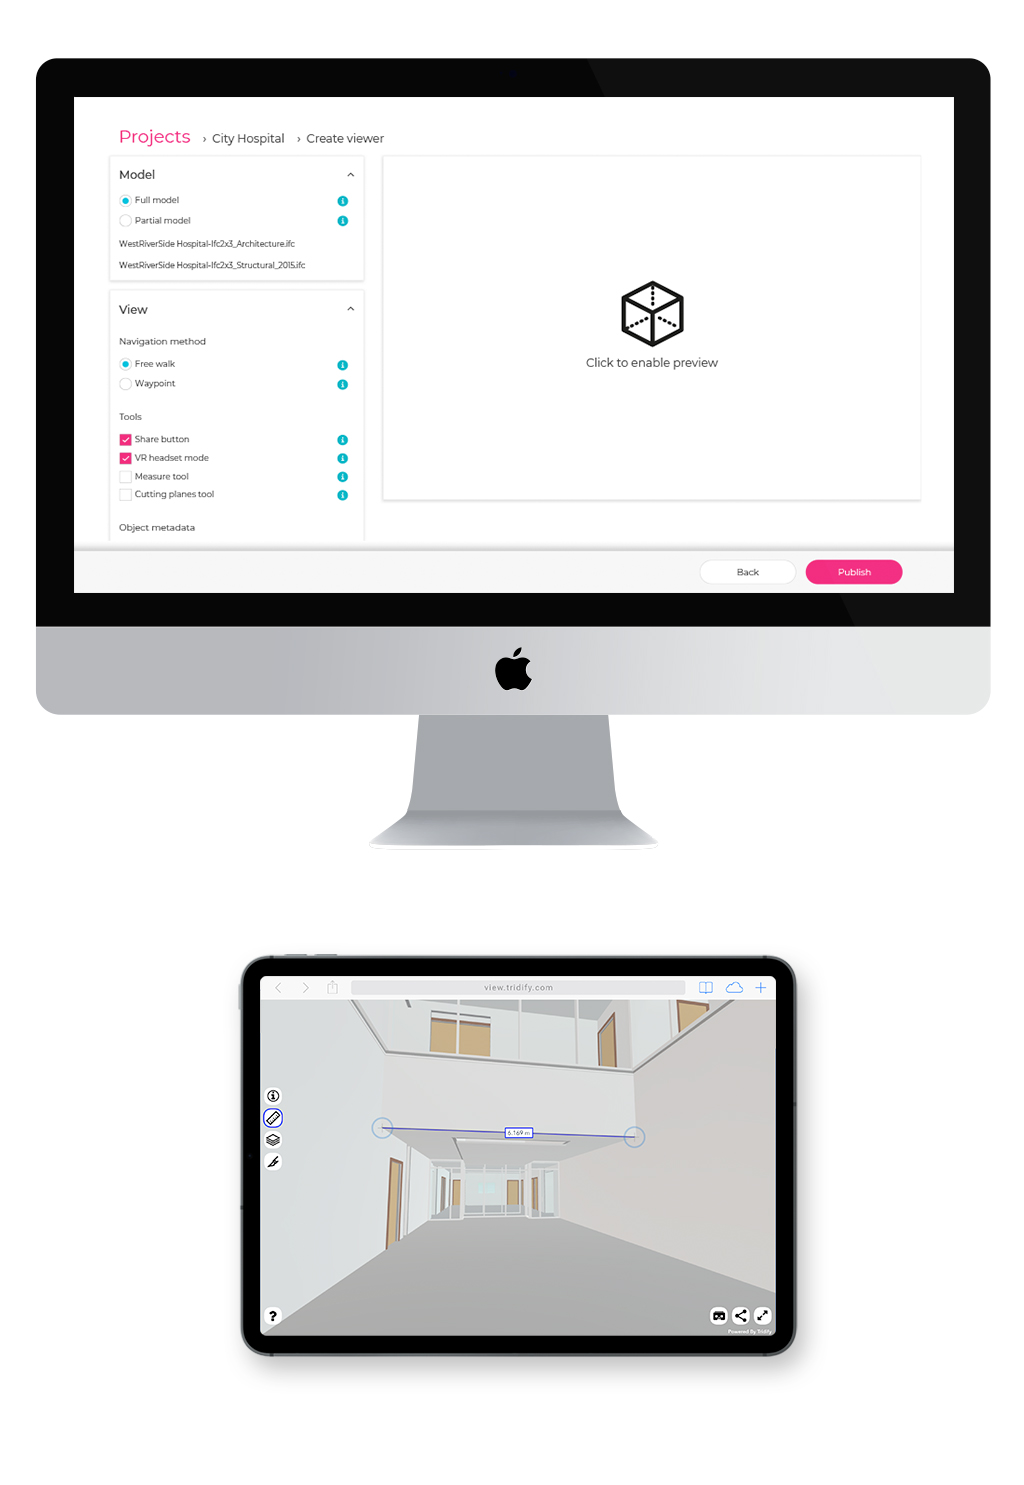 Projects › City Hospital › Create viewer
Model
Full model
Partial model
WestRiverSide Hospital-Ifc2x3_Architecture.ifc
WestRiverSide Hospital-Ifc2x3_Structural_2015.ifc
View
Navigation method
Free walk
Waypoint
Tools
Share button
VR headset mode
Measure tool
Cutting planes tool
Object metadata
Click to enable preview
Back
Publish
view.tridify.com
6.169 m
?
Powered By Tridify